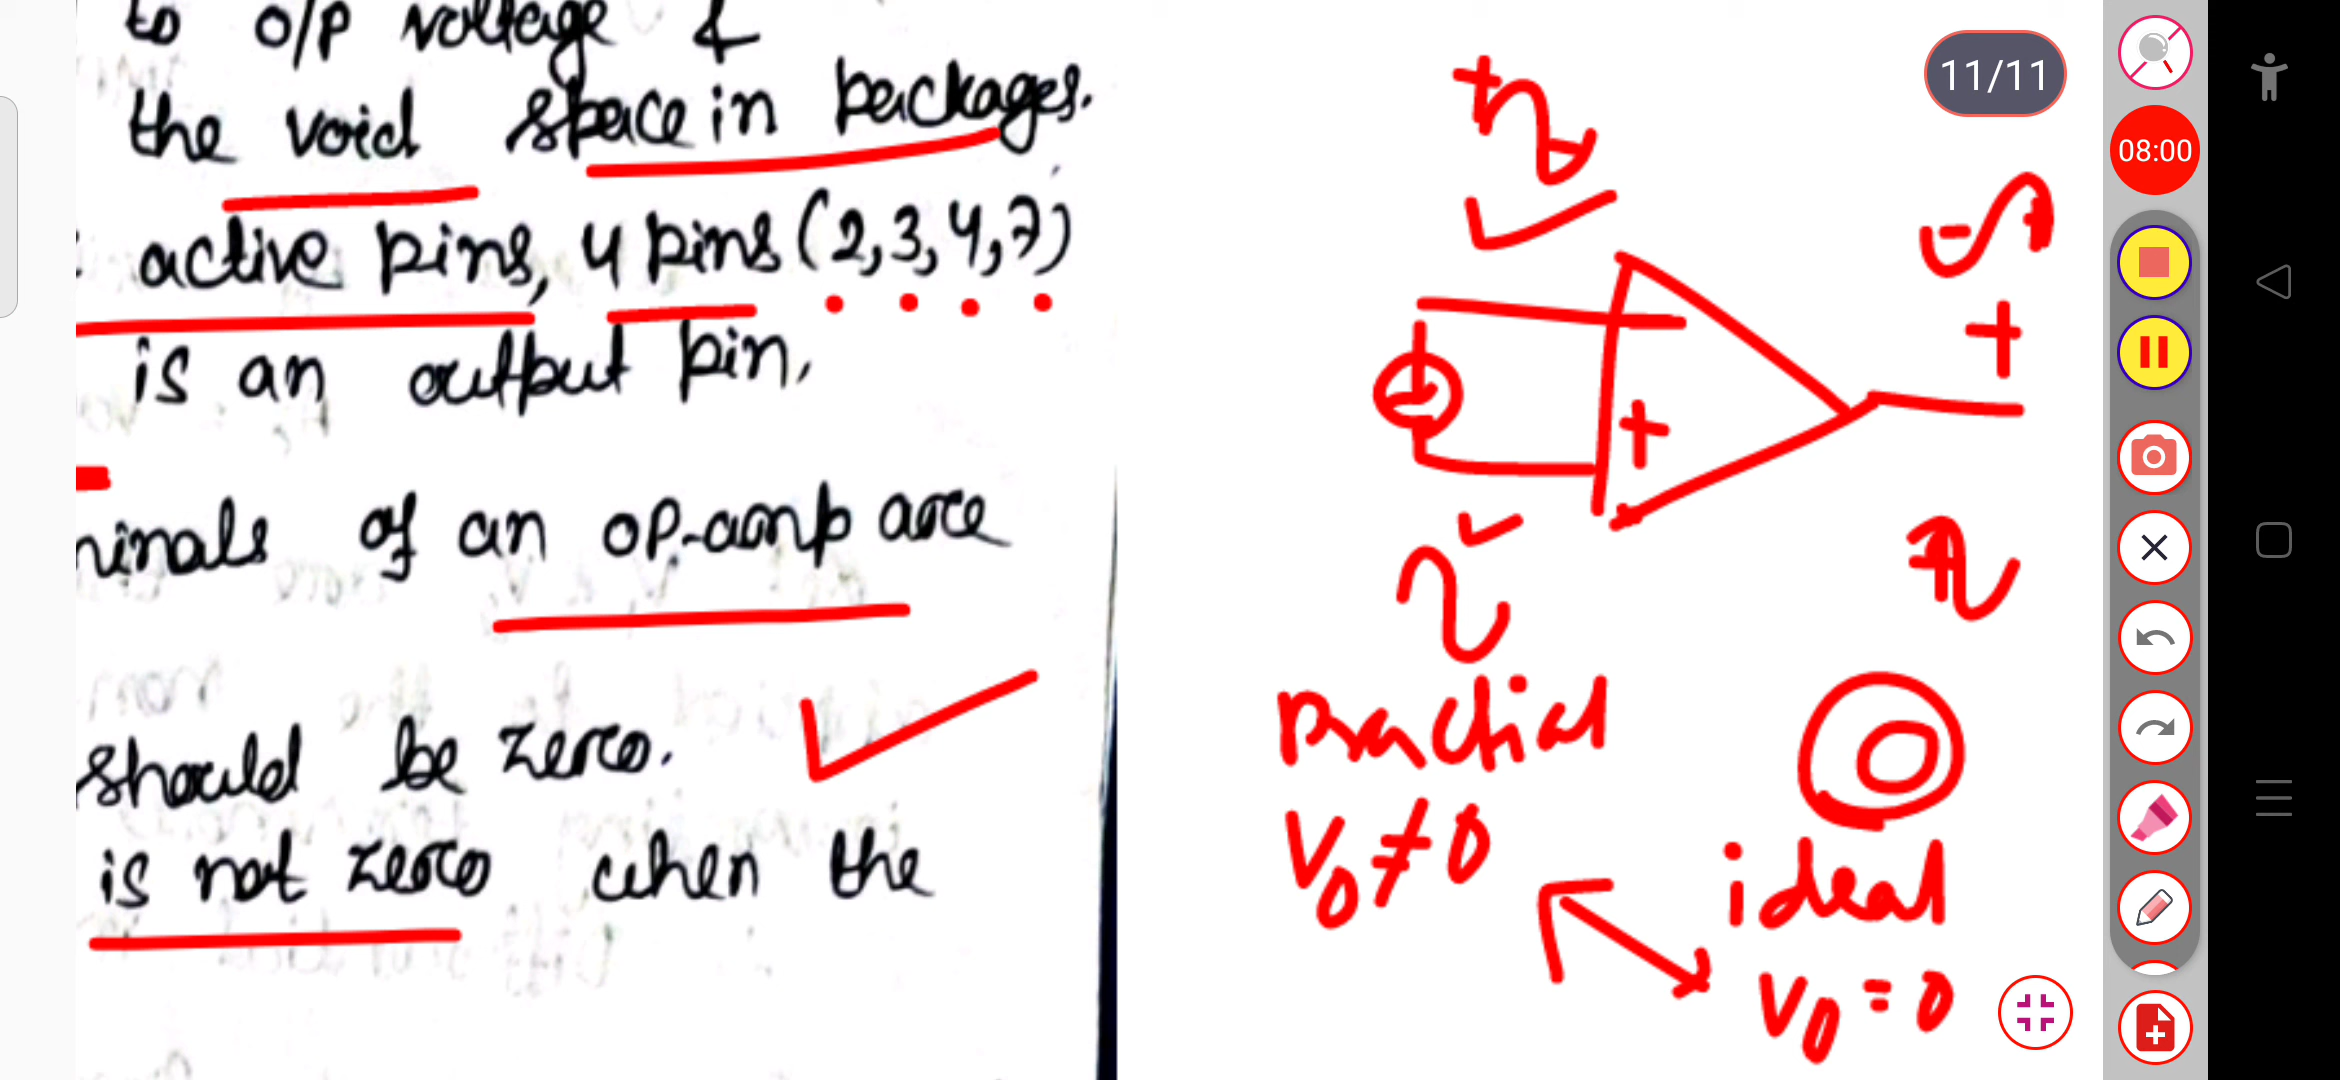 to o/p voltage &
the void space in packages.
active pins, 4 pins (2,3,4,7)
is an output pin,
minals of an op-amp are
should be zero.
is not zero when the
+
+
-
+
practical
V₀ ≠ 0
ideal
V₀ = 0
11/11
08:00